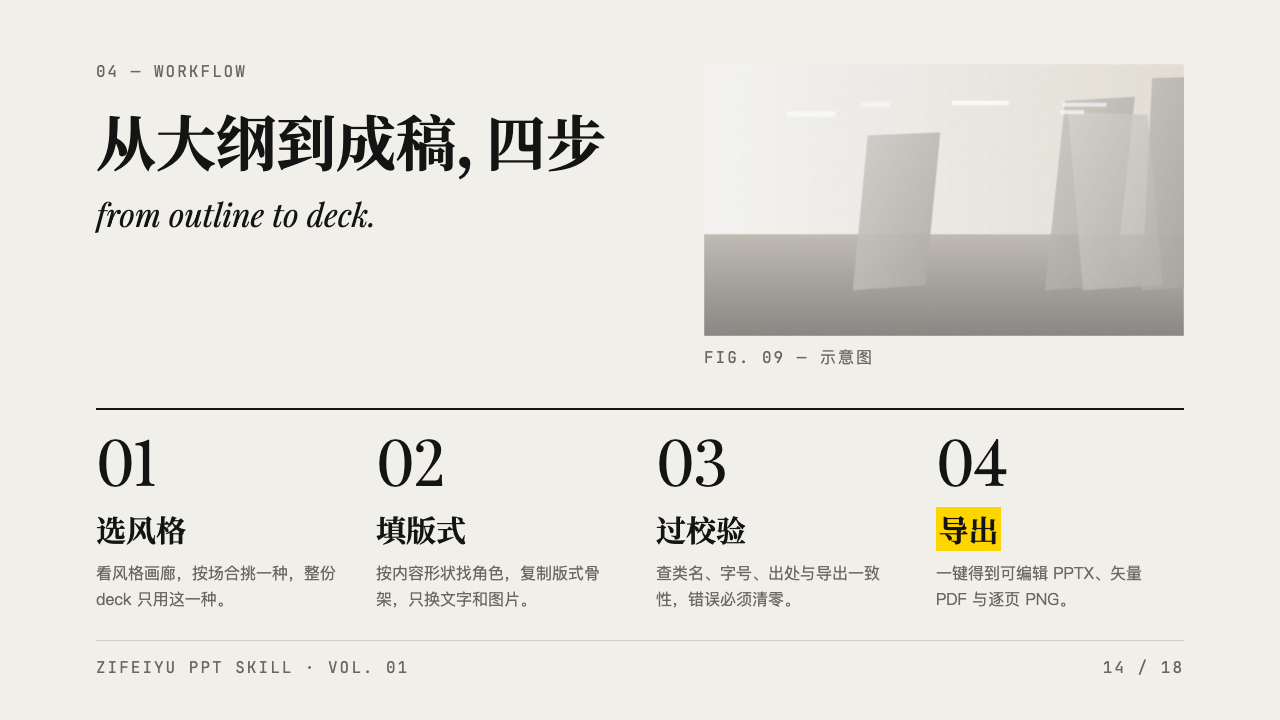 04 — WORKFLOW
从大纲到成稿, 四步
from outline to deck.
FIG. 09 — 示意图
01
选风格
看风格画廊，按场合挑一种，整份
deck 只用这一种。
02
填版式
按内容形状找角色，复制版式骨
架，只换文字和图片。
03
过校验
查类名、字号、出处与导出一致
性，错误必须清零。
04
导出
一键得到可编辑 PPTX、矢量
PDF 与逐页 PNG。
ZIFEIYU PPT SKILL · VOL. 01
14 / 18